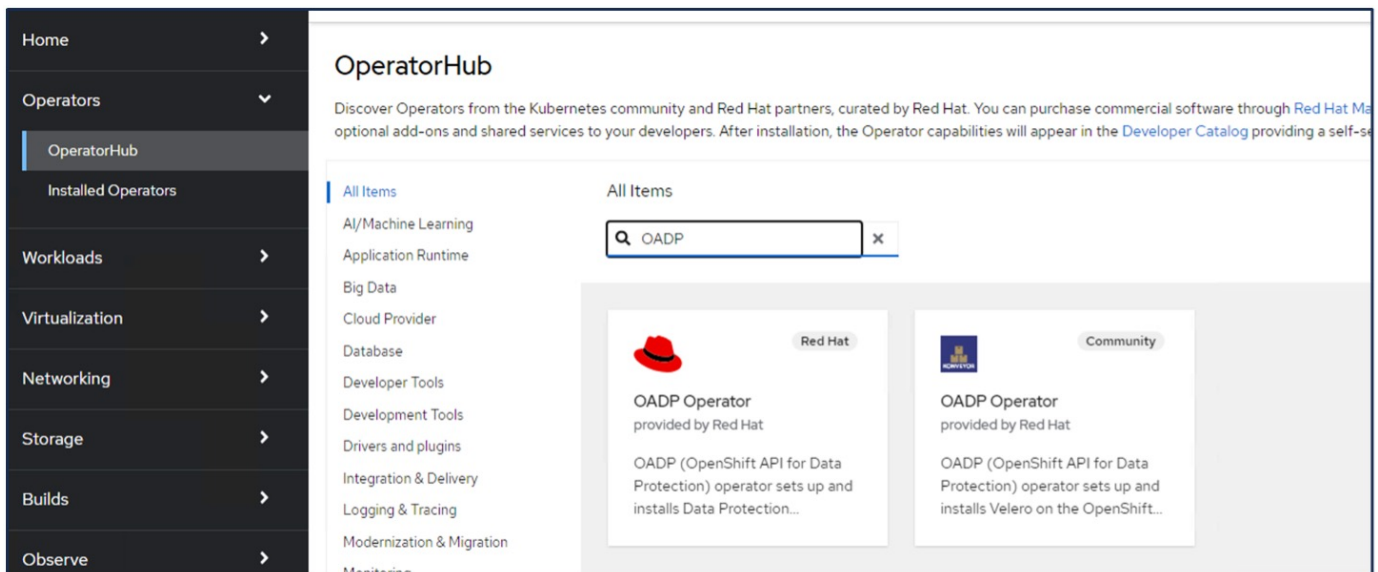 Home
Operators
OperatorHub
Installed Operators
Workloads
Virtualization
Networking
Storage
Builds
Observe
OperatorHub
Discover Operators from the Kubernetes community and Red Hat partners, curated by Red Hat. You can purchase commercial software through Red Hat Ma
optional add-ons and shared services to your developers. After installation, the Operator capabilities will appear in the Developer Catalog providing a self-se
All Items
AI/Machine Learning
Application Runtime
Big Data
Cloud Provider
Database
Developer Tools
Development Tools
Drivers and plugins
Integration & Delivery
Logging & Tracing
Modernization & Migration
Monitoring
All Items
OADP
Red Hat
OADP Operator
provided by Red Hat
OADP (OpenShift API for Data
Protection) operator sets up and
installs Data Protection...
KONVEYOR
Community
OADP Operator
provided by Red Hat
OADP (OpenShift API for Data
Protection) operator sets up and
installs Velero on the OpenShift...